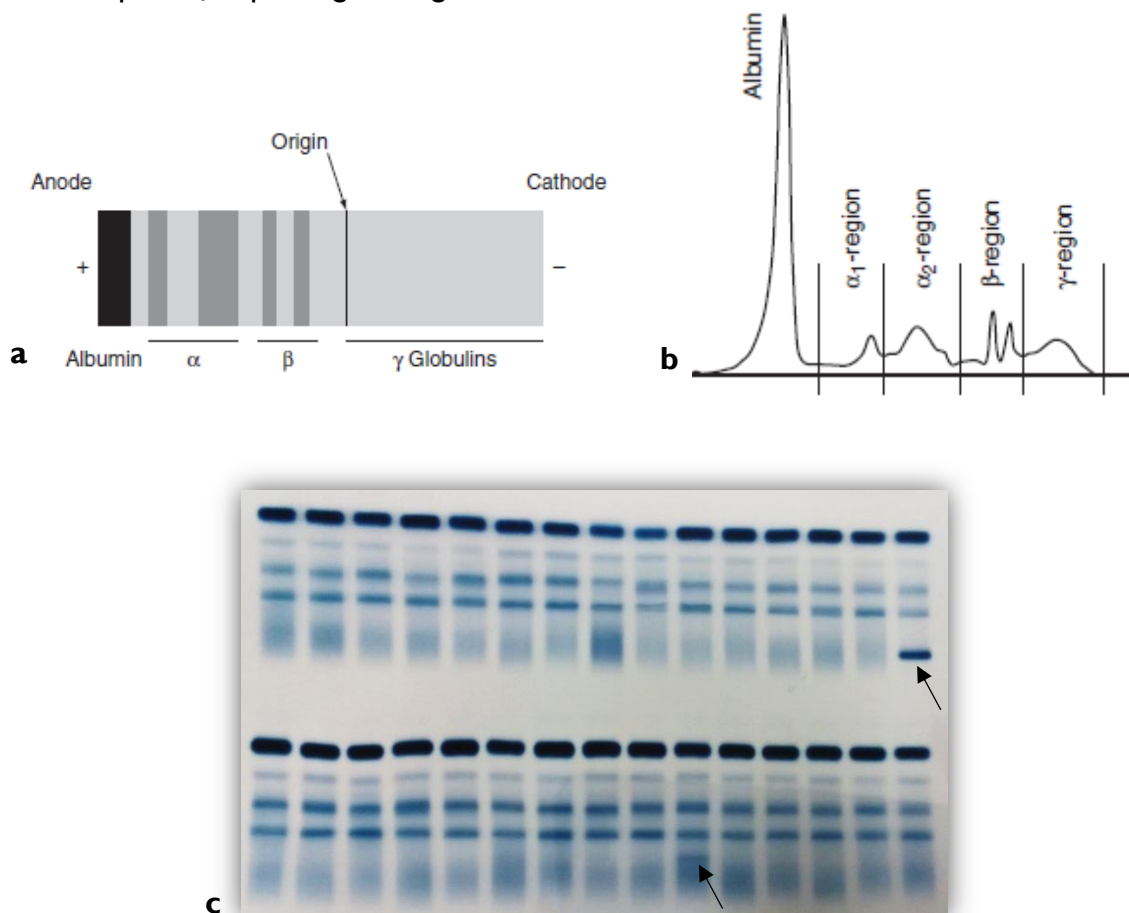 Origin
Anode
Cathode
+
–
a
Albumin
α
β
γ Globulins
Albumin
α1-region
α2-region
β-region
γ-region
b
c